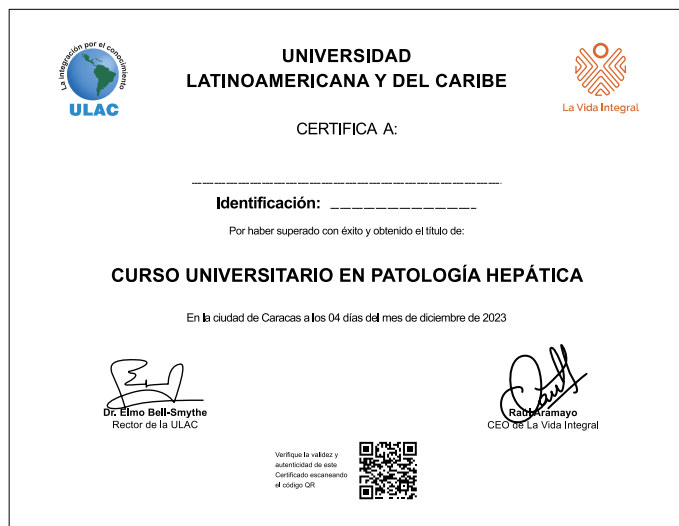 La integración por el conocimiento
ULAC
UNIVERSIDAD
LATINOAMERICANA Y DEL CARIBE
La Vida Integral
CERTIFICA A:
Identificación:
Por haber superado con éxito y obtenido el título de:
CURSO UNIVERSITARIO EN PATOLOGÍA HEPÁTICA
En la ciudad de Caracas a los 04 días del mes de diciembre de 2023
Dr. Elmo Bell-Smythe
Rector de la ULAC
Raúl Aramayo
CEO de La Vida Integral
Verifique la validez y
autenticidad de este
Certificado escaneando
el código QR